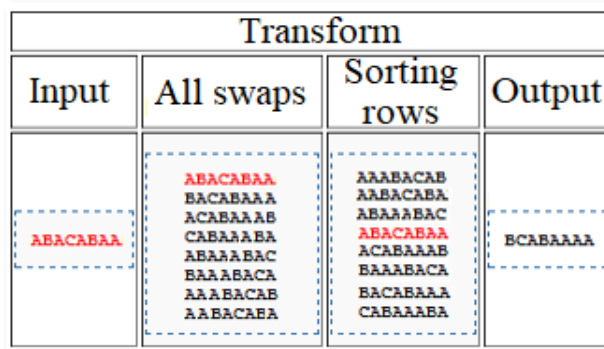 Transform
Input
All swaps
Sorting
rows
Output
ABACABAA
ABACABAA
BACABAAA
ACABAAAB
CABAAABA
ABAAABAC
BAAABACA
AAABACAB
AABACABA
AAABACAB
AABACABA
ABAAABAC
ABACABAA
ACABAAAB
BAAABACA
BACABAAA
CABAAABA
BCABAAAA